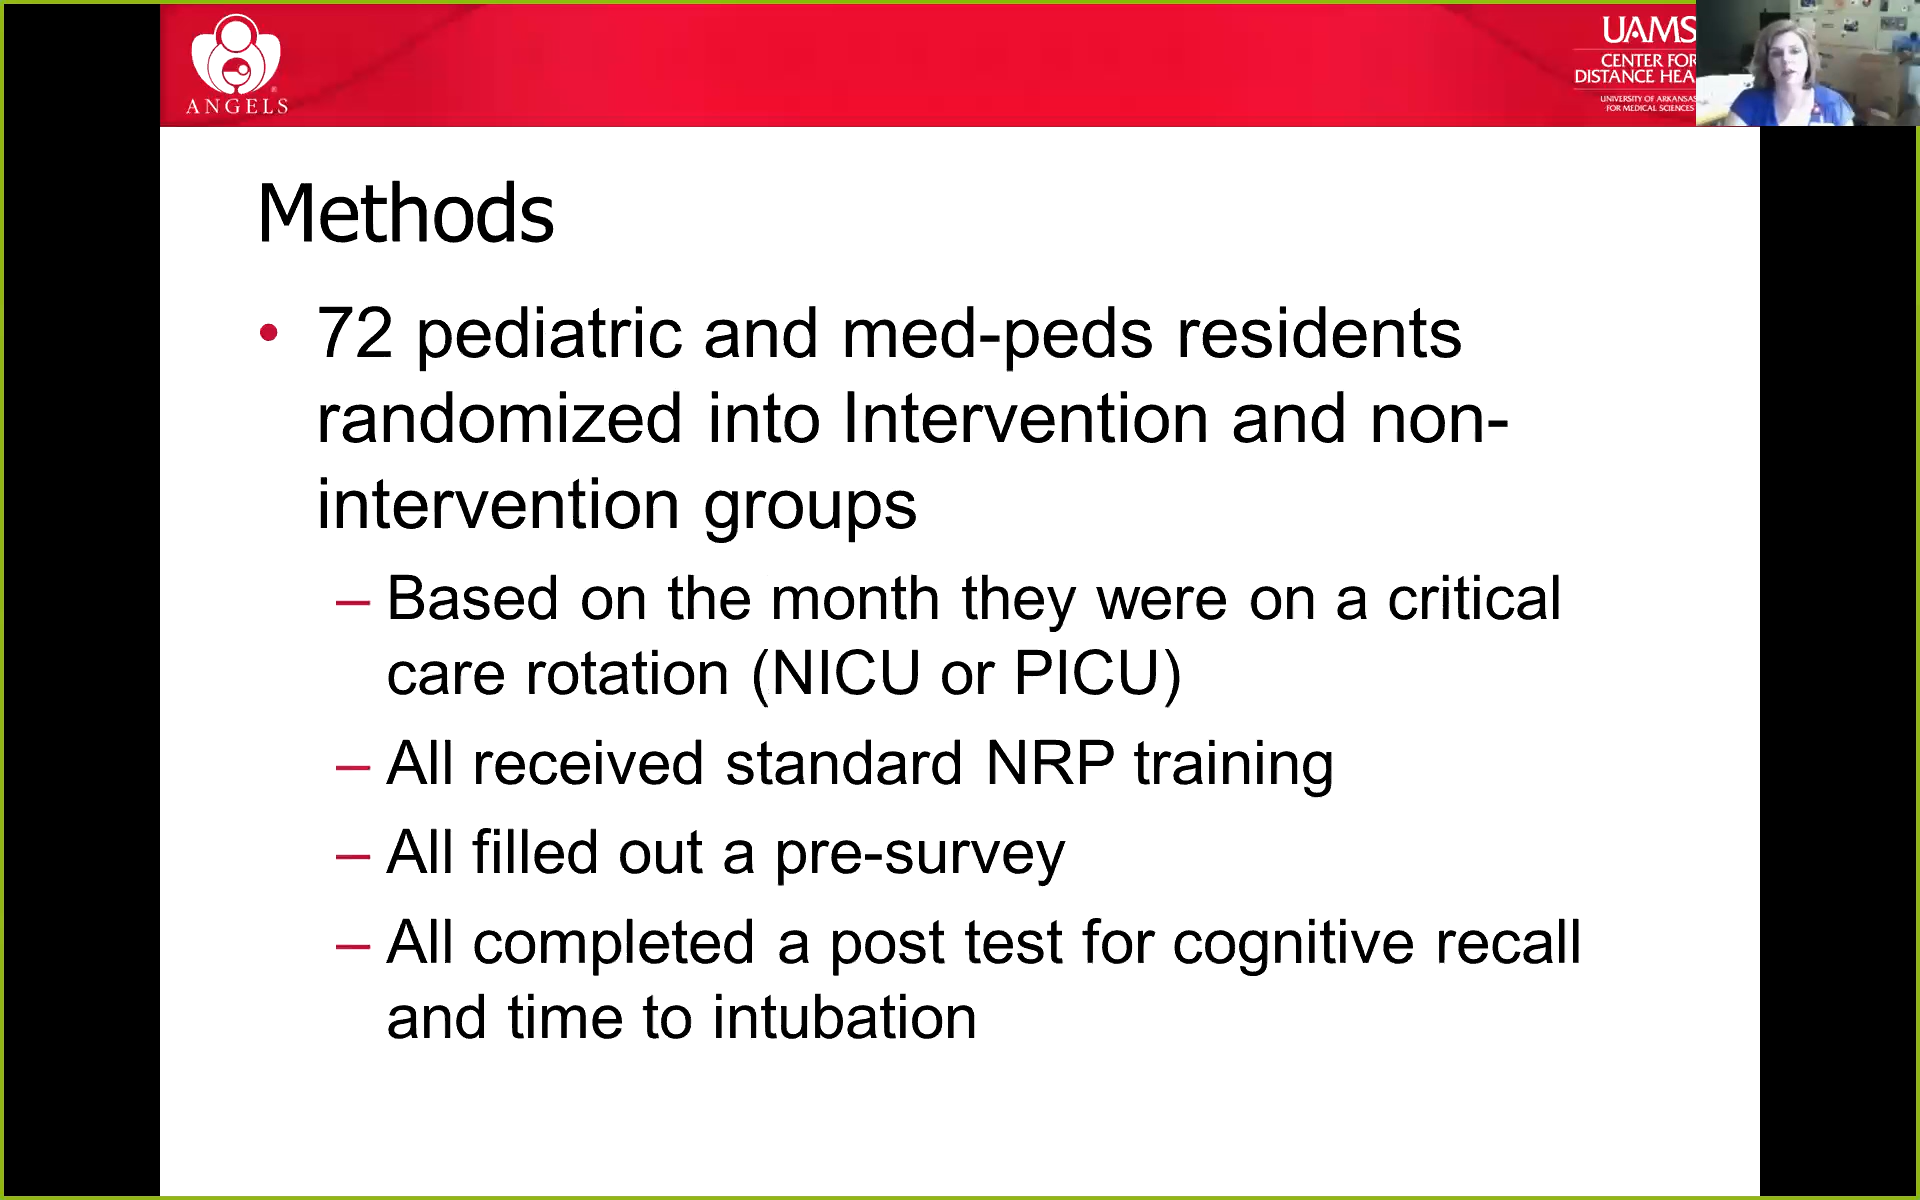 ANGELS
UAMS
CENTER FOR
DISTANCE HEA
UNIVERSITY OF ARKANSAS
FOR MEDICAL SCIENCES
Methods
• 72 pediatric and med-peds residents
randomized into Intervention and non-
intervention groups
– Based on the month they were on a critical
care rotation (NICU or PICU)
– All received standard NRP training
– All filled out a pre-survey
– All completed a post test for cognitive recall
and time to intubation